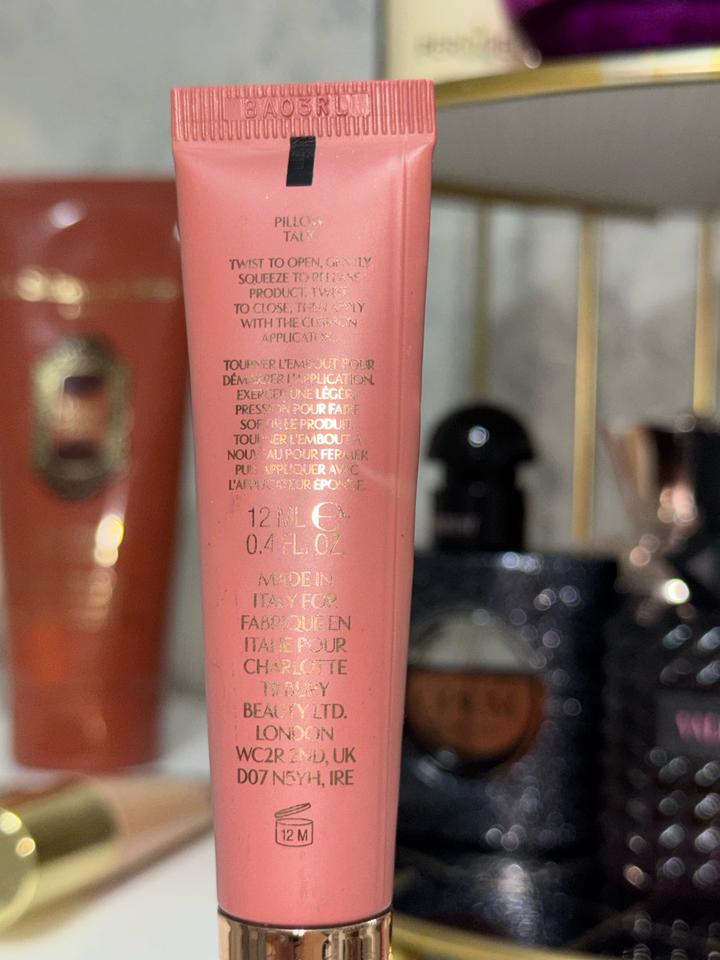 BA03RL
PILLOW
TALK
TWIST TO OPEN, GENTLY
SQUEEZE TO RELEASE
PRODUCT. TWIST
TO CLOSE, THEN APPLY
WITH THE CUSHION
APPLICATOR.
TOURNER L'EMBOUT POUR
DÉMARRER L'APPLICATION.
EXERCER UNE LÉGÈRE
PRESSION POUR FAIRE
SORTIR LE PRODUIT.
TOURNER L'EMBOUT À
NOUVEAU POUR FERMER
PUIS APPLIQUER AVEC
L'APPLICATEUR ÉPONGE.
12 ML ℮
0.4 FL. OZ.
MADE IN
ITALY FOR
FABRIQUÉ EN
ITALIE POUR
CHARLOTTE
TILBURY
BEAUTY LTD.
LONDON
WC2R 2ND, UK
D07 N5YH, IRE
12 M